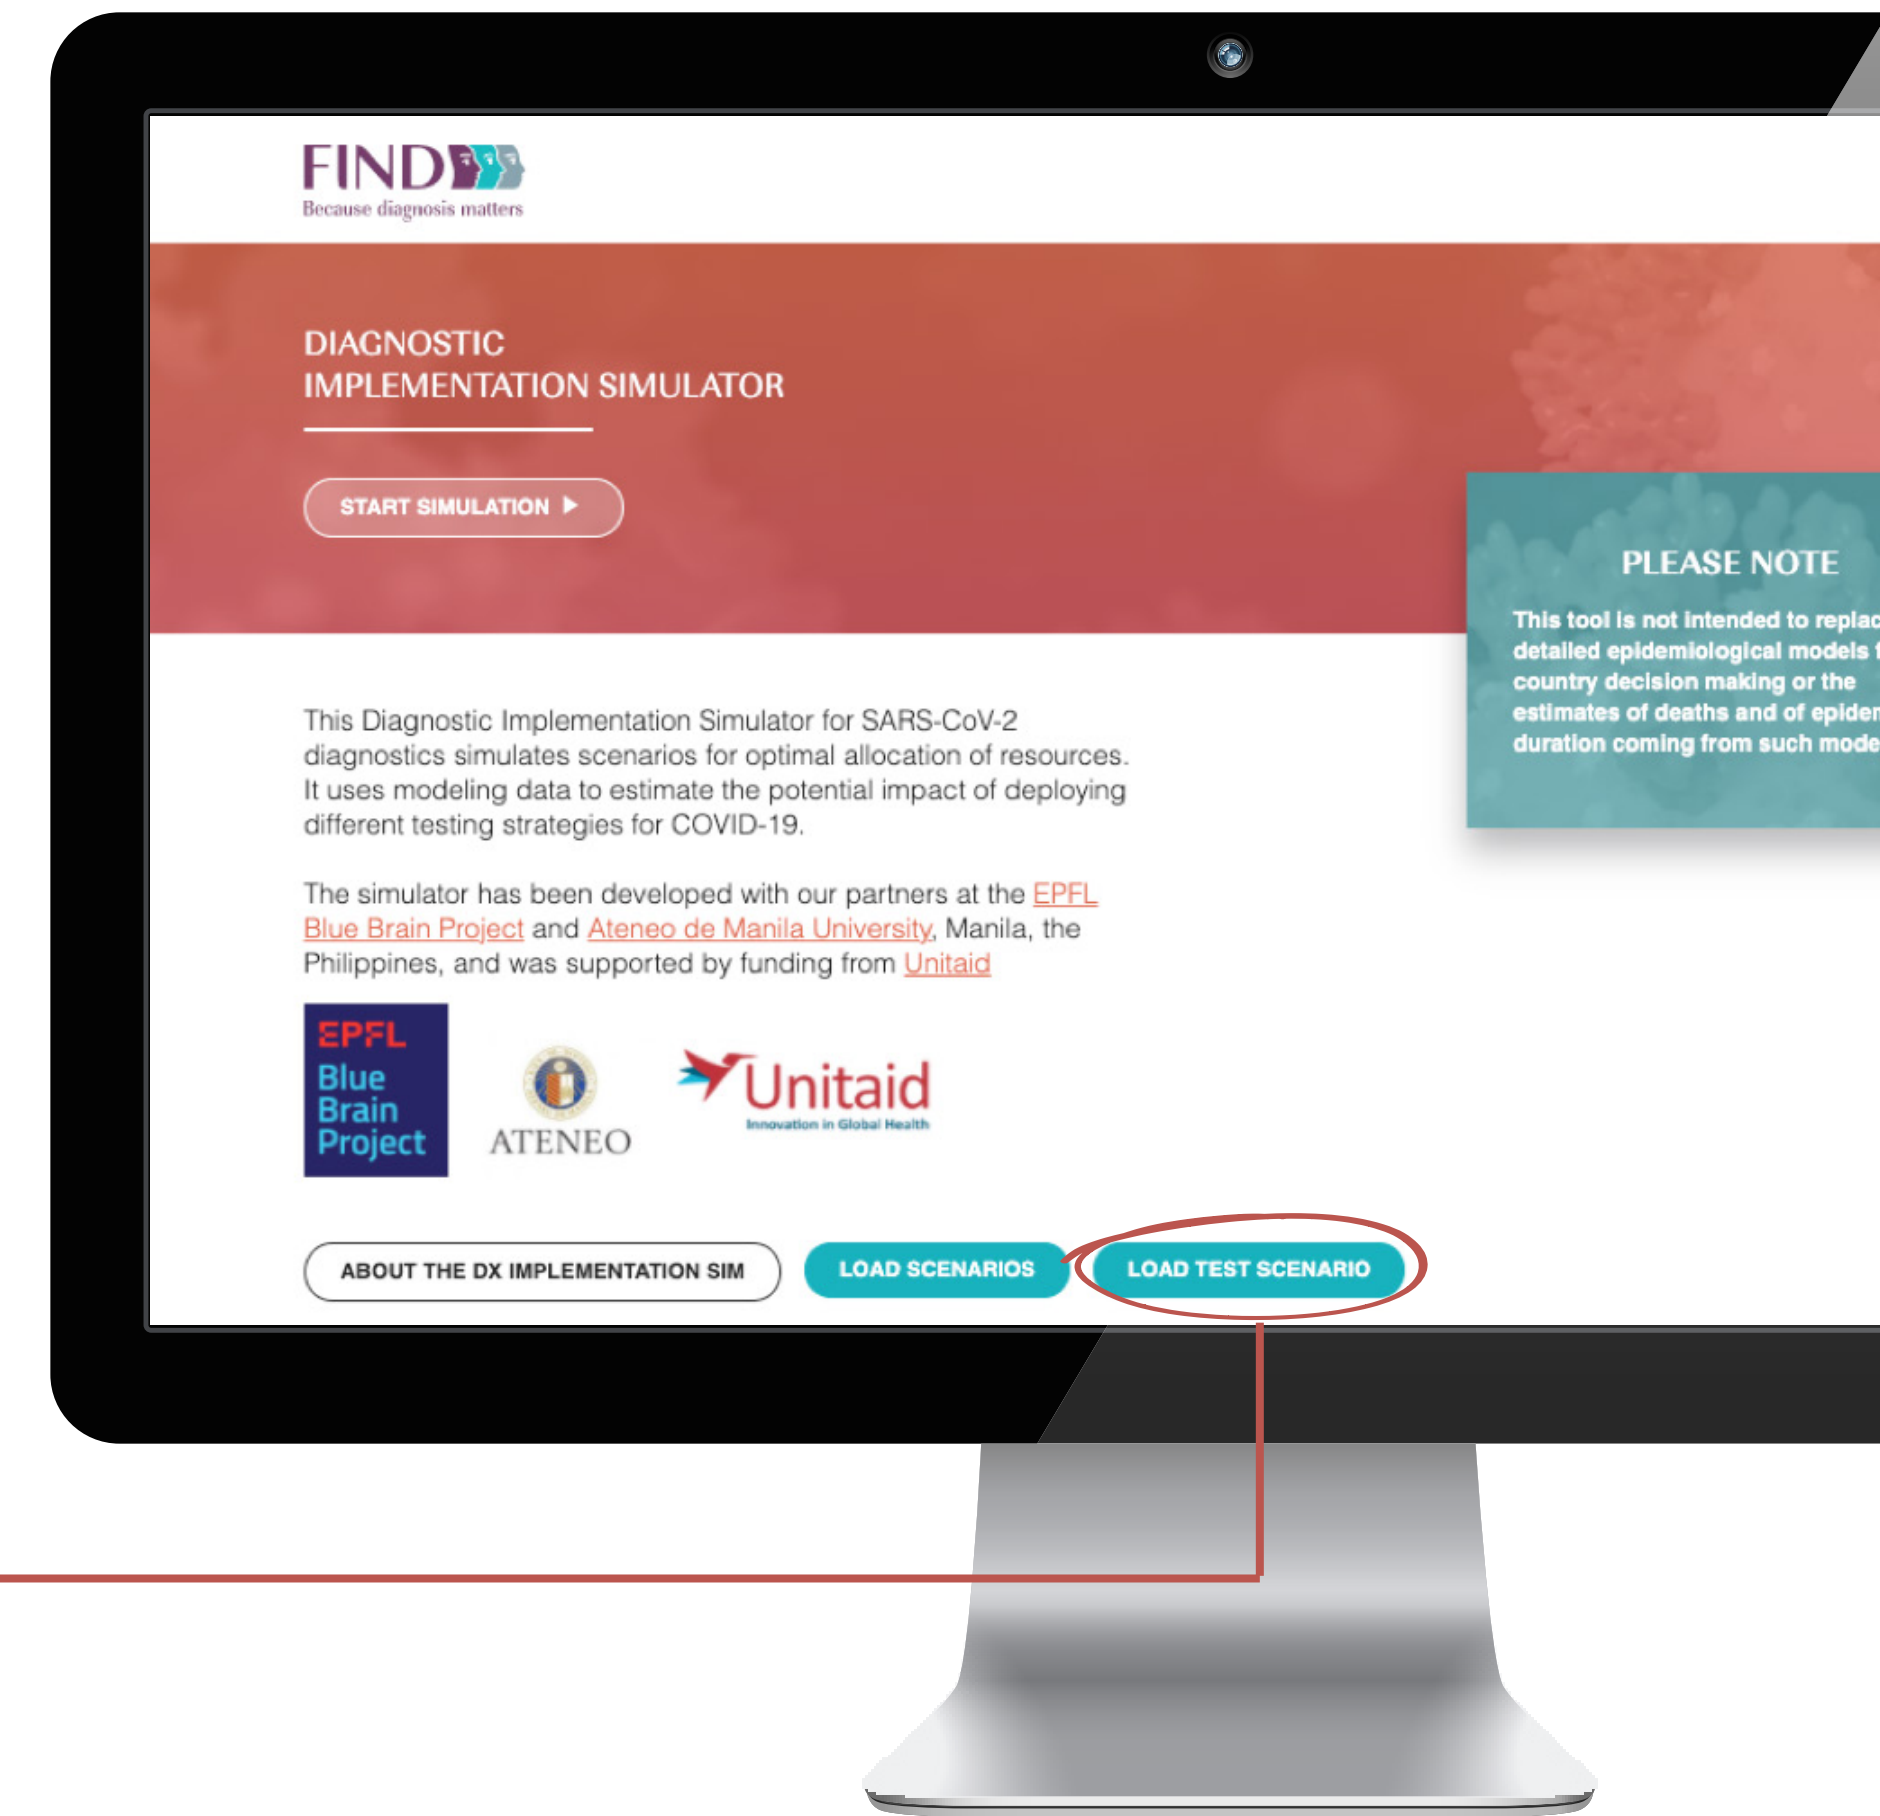 FIND
Because diagnosis matters
DIAGNOSTIC
IMPLEMENTATION SIMULATOR
START SIMULATION
PLEASE NOTE
This tool is not intended to replac
detailed epidemiological models
country decision making or the
estimates of deaths and of epider
duration coming from such mode
This Diagnostic Implementation Simulator for SARS-CoV-2
diagnostics simulates scenarios for optimal allocation of resources.
It uses modeling data to estimate the potential impact of deploying
different testing strategies for COVID-19.
The simulator has been developed with our partners at the EPFL
Blue Brain Project and Ateneo de Manila University, Manila, the
Philippines, and was supported by funding from Unitaid
EPFL
Blue
Brain
Project
ATENEO
Unitaid
Innovation in Global Health
ABOUT THE DX IMPLEMENTATION SIM
LOAD SCENARIOS
LOAD TEST SCENARIO